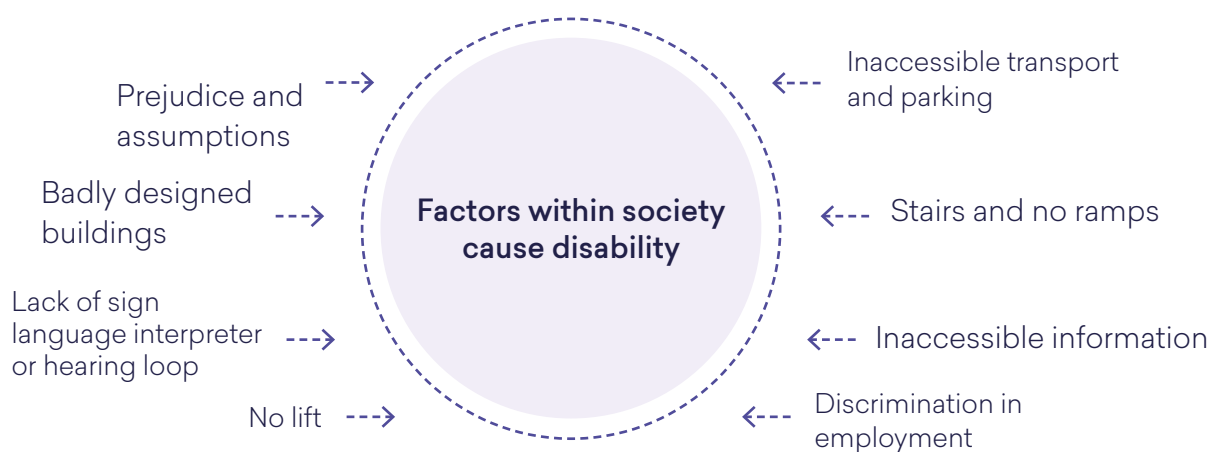 Prejudice and
assumptions
Badly designed
buildings
Lack of sign
language interpreter
or hearing loop
No lift
Factors within society
cause disability
Inaccessible transport
and parking
Stairs and no ramps
Inaccessible information
Discrimination in
employment